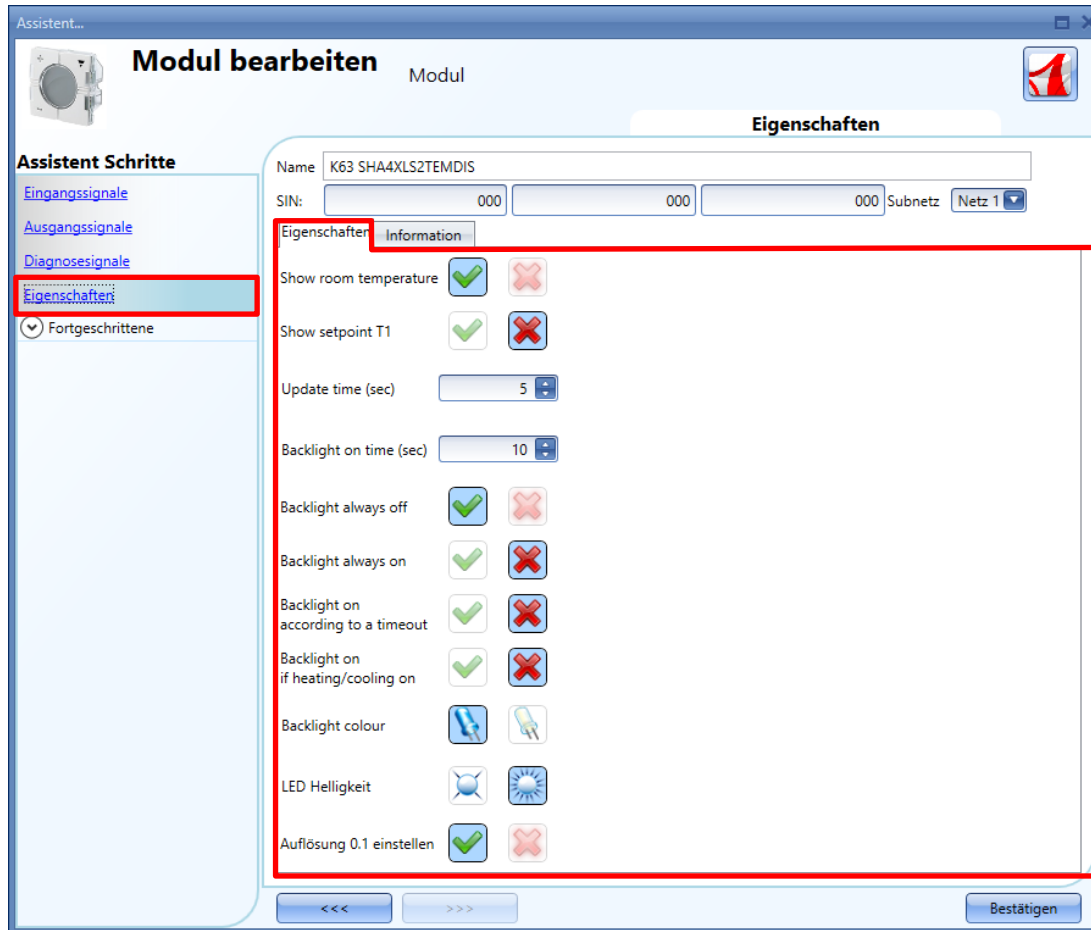 Assistent...
Modul bearbeiten Modul
Eigenschaften
Assistent Schritte
Eingangssignale
Ausgangssignale
Diagnosesignale
Eigenschaften
Fortgeschrittene
Name K63 SHA4XLS2TEMDIS
SIN: 000 000 000 Subnetz Netz 1
Eigenschaften Information
Show room temperature
Show setpoint T1
Update time (sec) 5
Backlight on time (sec) 10
Backlight always off
Backlight always on
Backlight on
according to a timeout
Backlight on
if heating/cooling on
Backlight colour
LED Helligkeit
Auflösung 0.1 einstellen
<<< >>> Bestätigen